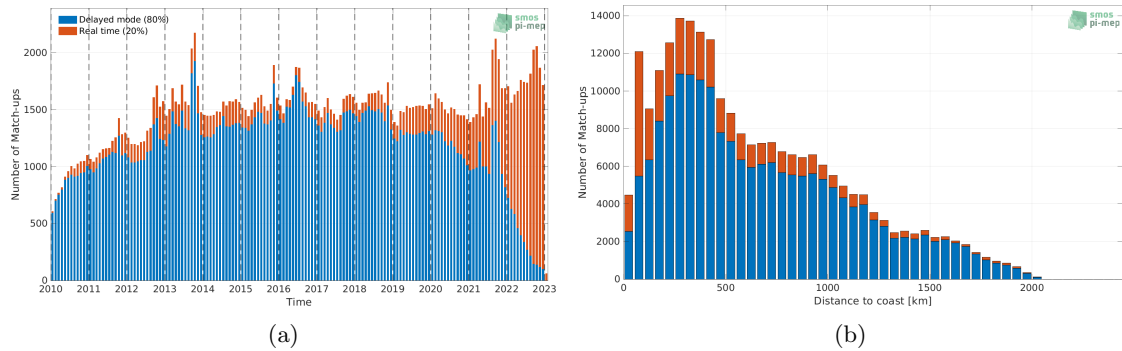 Delayed mode (80%)
Real time (20%)
smos
pi-mep
Number of Match-ups
2000
1500
1000
500
0
2010 2011 2012 2013 2014 2015 2016 2017 2018 2019 2020 2021 2022 2023
Time
(a)
smos
pi-mep
Number of Match-ups
14000
12000
10000
8000
6000
4000
2000
0
0 500 1000 1500 2000
Distance to coast [km]
(b)